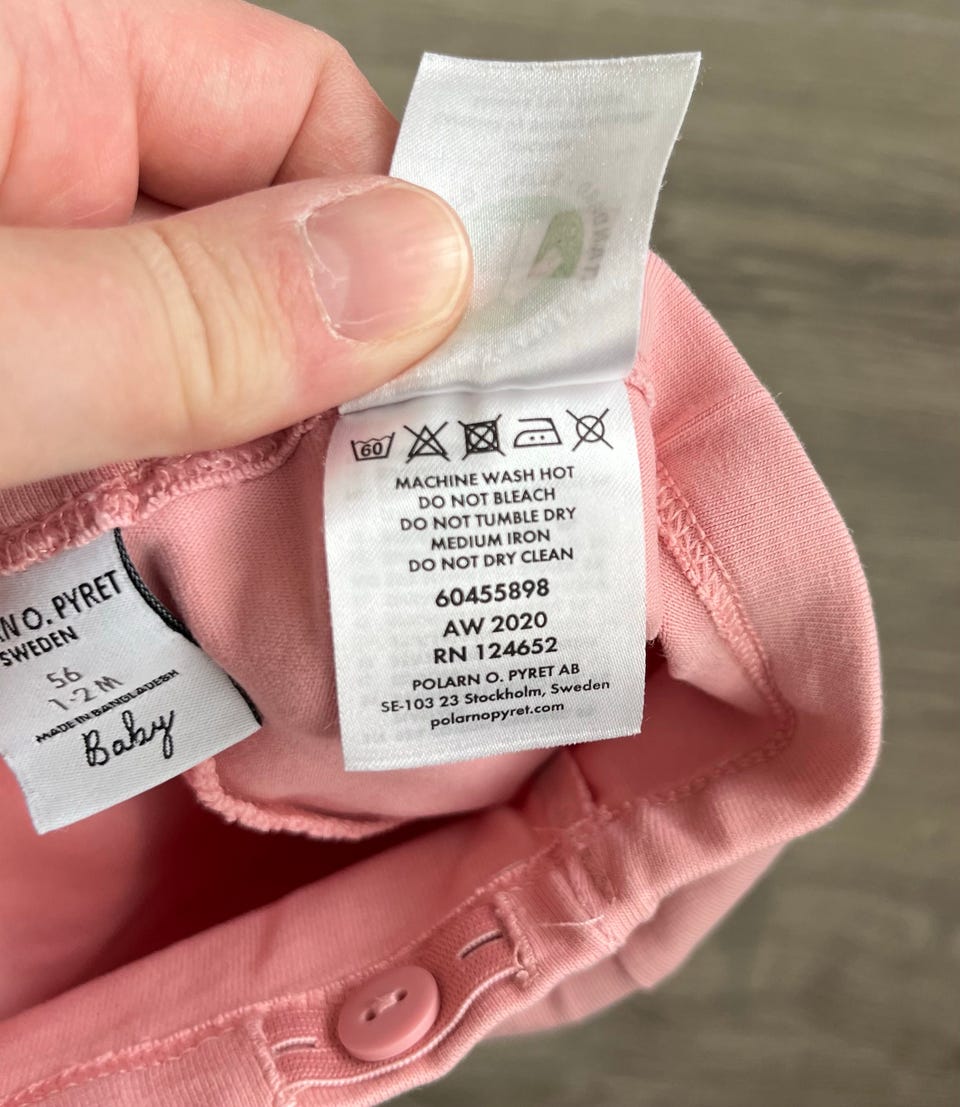 60
MACHINE WASH HOT
DO NOT BLEACH
DO NOT TUMBLE DRY
MEDIUM IRON
DO NOT DRY CLEAN
60455898
AW 2020
RN 124652
POLARN O. PYRET AB
SE-103 23 Stockholm, Sweden
polarnopyret.com
RN O. PYRET
SWEDEN
56
1-2 M
MADE IN BANGLADESH
Baby